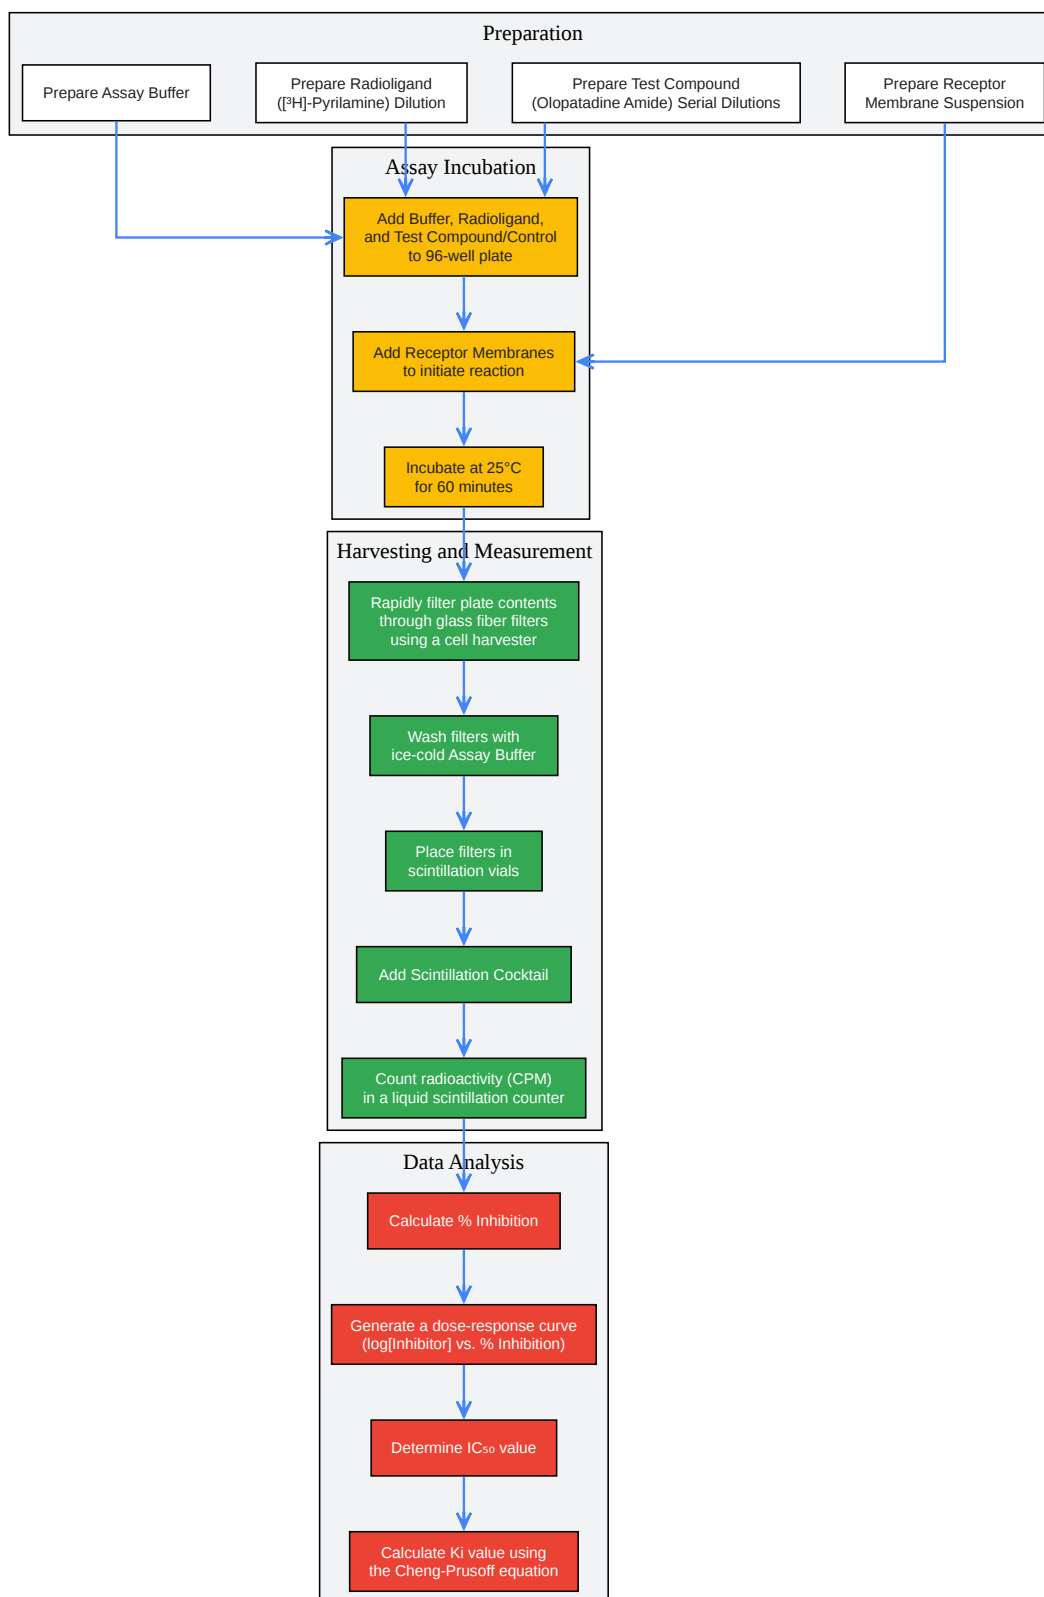 Preparation
Prepare Assay Buffer
Prepare Radioligand
([³H]-Pyrilamine) Dilution
Prepare Test Compound
(Olopatadine Amide) Serial Dilutions
Prepare Receptor
Membrane Suspension
Assay Incubation
Add Buffer, Radioligand,
and Test Compound/Control
to 96-well plate
Add Receptor Membranes
to initiate reaction
Incubate at 25°C
for 60 minutes
Harvesting and Measurement
Rapidly filter plate contents
through glass fiber filters
using a cell harvester
Wash filters with
ice-cold Assay Buffer
Place filters in
scintillation vials
Add Scintillation Cocktail
Count radioactivity (CPM)
in a liquid scintillation counter
Data Analysis
Calculate % Inhibition
Generate a dose-response curve
(log[Inhibitor] vs. % Inhibition)
Determine IC₅₀ value
Calculate Ki value using
the Cheng-Prusoff equation